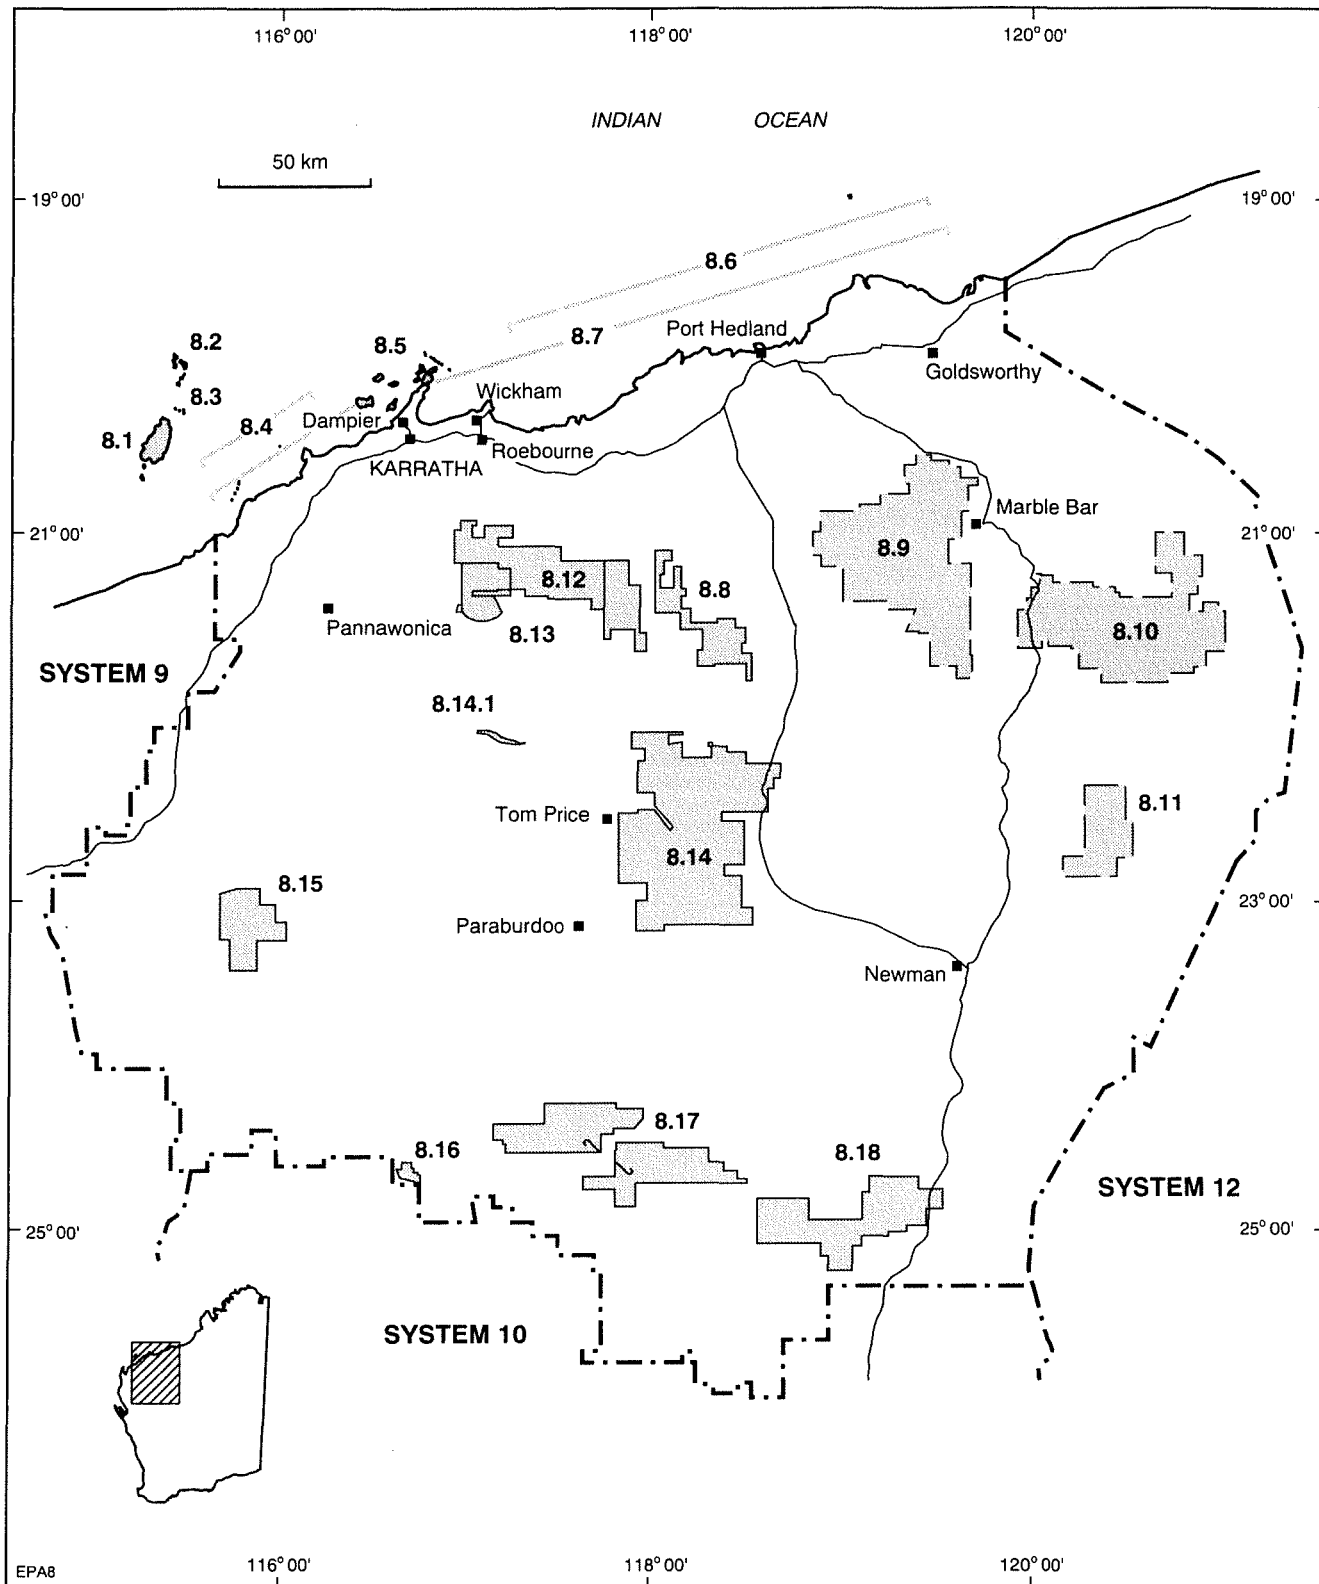 116° 00'
118° 00'
120° 00'
INDIAN OCEAN
50 km
19° 00'
19° 00'
8.6
8.7
8.2
8.5
Port Hedland
8.3
Goldsworthy
Wickham
8.4
Dampier
8.1
Roebourne
KARRATHA
Marble Bar
21° 00'
21° 00'
8.9
8.12
8.8
Pannawonica
8.13
8.10
SYSTEM 9
8.14.1
8.11
Tom Price
8.14
8.15
23° 00'
Paraburdoo
Newman
8.17
8.16
8.18
SYSTEM 12
25° 00'
25° 00'
SYSTEM 10
EPA8
116° 00'
118° 00'
120° 00'